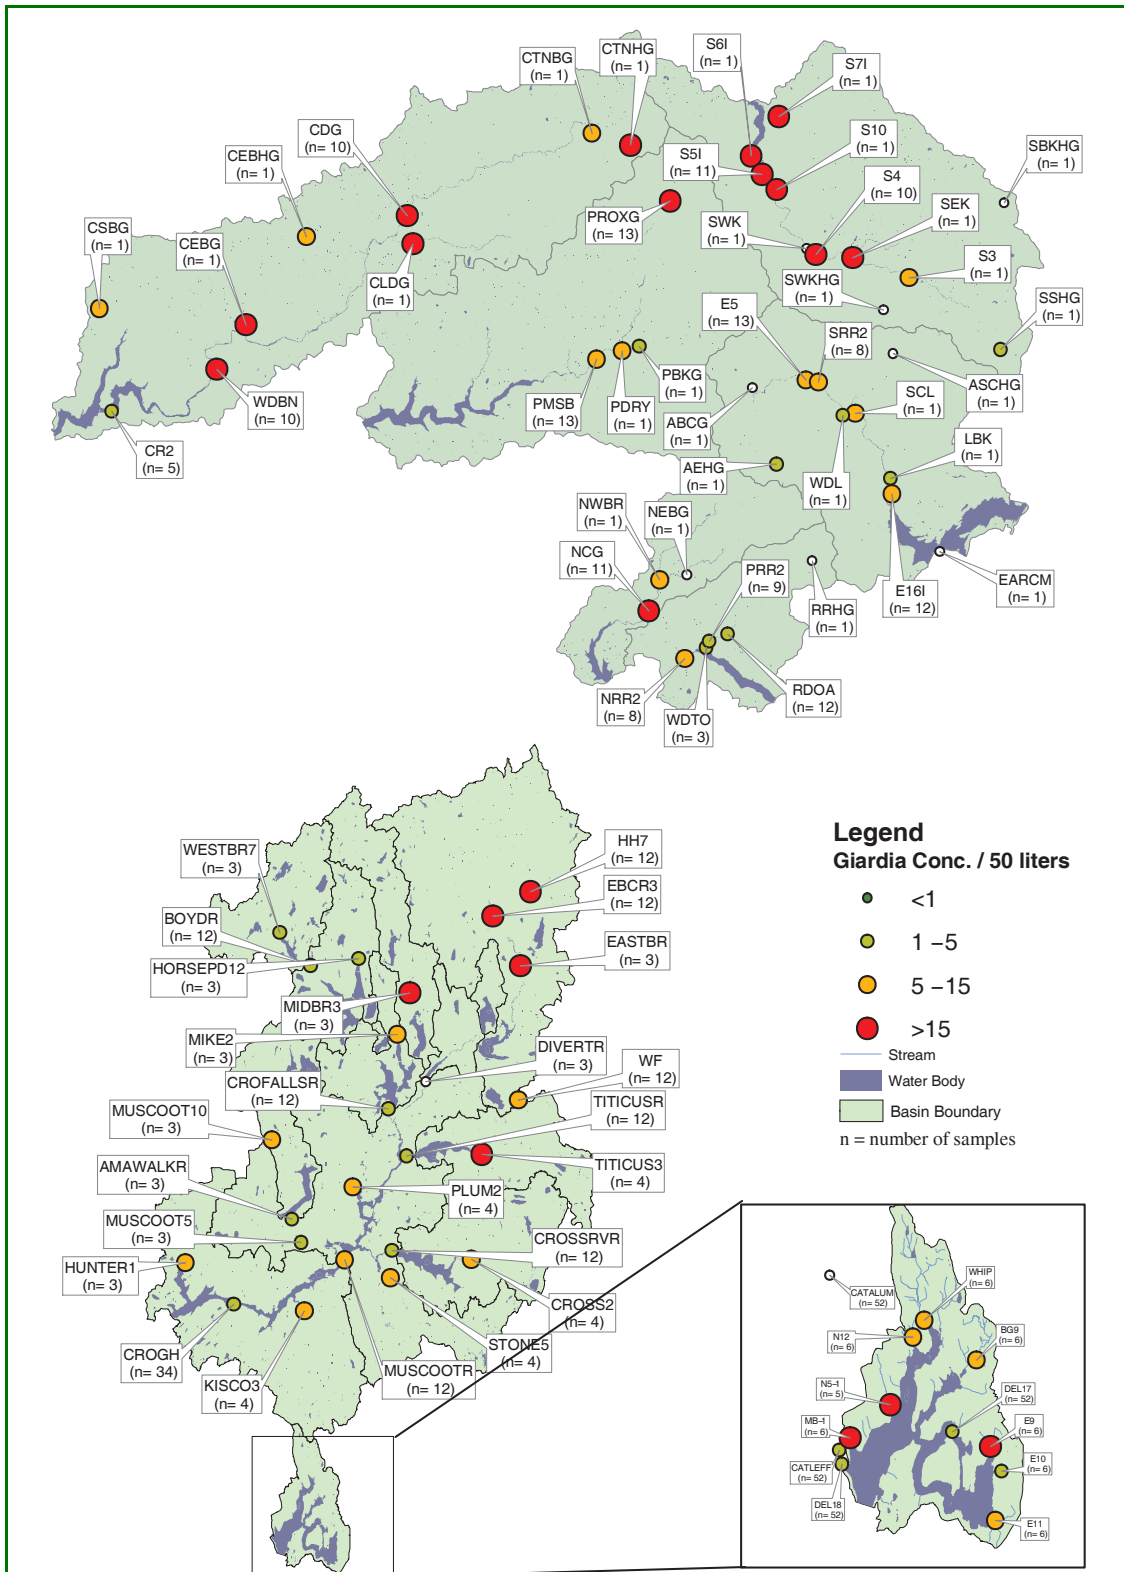 CTNBG
(n= 1)
CTNHG
(n= 1)
S6I
(n= 1)
S7I
(n= 1)
CDG
(n= 10)
CEBHG
(n= 1)
S5I
(n= 11)
S10
(n= 1)
SBKHG
(n= 1)
S4
(n= 10)
CSBG
(n= 1)
CEBG
(n= 1)
PROXG
(n= 13)
SWK
(n= 1)
SEK
(n= 1)
S3
(n= 1)
CLDG
(n= 1)
SWKHG
(n= 1)
E5
(n= 13)
SSHG
(n= 1)
SRR2
(n= 8)
WDBN
(n= 10)
PMSB
(n= 13)
PDRY
(n= 1)
PBKG
(n= 1)
ABCG
(n= 1)
ASCHG
(n= 1)
SCL
(n= 1)
CR2
(n= 5)
LBK
(n= 1)
AEHG
(n= 1)
WDL
(n= 1)
NWBR
(n= 1)
NEBG
(n= 1)
NCG
(n= 11)
PRR2
(n= 9)
RRHG
(n= 1)
E16I
(n= 12)
EARCM
(n= 1)
NRR2
(n= 8)
WDTO
(n= 3)
RDOA
(n= 12)
WESTBR7
(n= 3)
HH7
(n= 12)
EBCR3
(n= 12)
BOYDR
(n= 12)
EASTBR
(n= 3)
HORSEPD12
(n= 3)
MIDBR3
(n= 3)
MIKE2
(n= 3)
DIVERTR
(n= 3)
WF
(n= 12)
CROFALLSR
(n= 12)
TITICUSR
(n= 12)
MUSCOOT10
(n= 3)
AMAWALKR
(n= 3)
TITICUS3
(n= 4)
PLUM2
(n= 4)
MUSCOOT5
(n= 3)
CROSSRVR
(n= 12)
HUNTER1
(n= 3)
CROSS2
(n= 4)
STONE5
(n= 4)
CROGH
(n= 34)
KISCO3
(n= 4)
MUSCOOTR
(n= 12)
Legend
Giardia Conc. / 50 liters
<1
1 –5
5 –15
>15
Stream
Water Body
Basin Boundary
n = number of samples
WHIP
(n= 6)
CATALUM
(n= 52)
N12
(n= 6)
BG9
(n= 6)
N5-1
(n= 5)
DEL17
(n= 52)
MB-1
(n= 6)
E9
(n= 6)
E10
(n= 6)
CATLEFF
(n= 52)
DEL18
(n= 52)
E11
(n= 6)